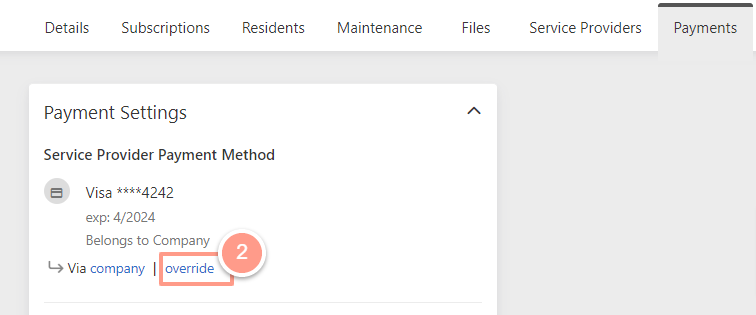 Details Subscriptions Residents Maintenance Files Service Providers Payments
Payment Settings
Service Provider Payment Method
Visa ****4242
exp: 4/2024
Belongs to Company
Via company | override
2